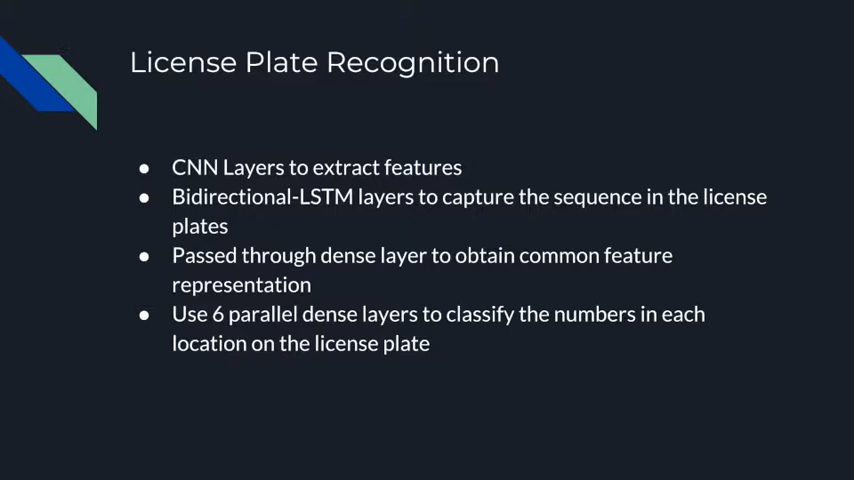 License Plate Recognition
● CNN Layers to extract features
● Bidirectional-LSTM layers to capture the sequence in the license
plates
● Passed through dense layer to obtain common feature
representation
● Use 6 parallel dense layers to classify the numbers in each
location on the license plate